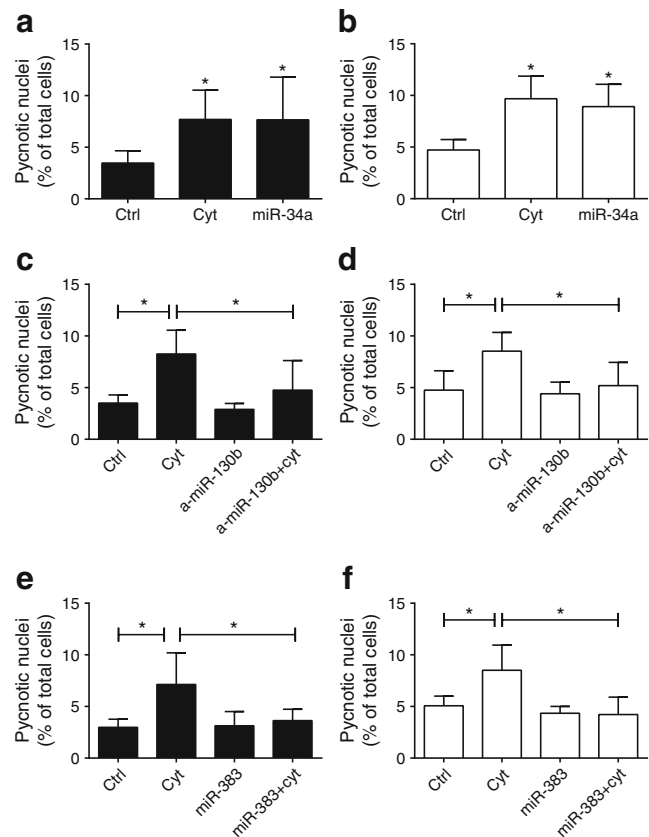 a
Pycnotic nuclei
(% of total cells)
15
10
5
0
*
*
Ctrl
Cyt
miR-34a
b
Pycnotic nuclei
(% of total cells)
15
10
5
0
*
*
Ctrl
Cyt
miR-34a
c
Pycnotic nuclei
(% of total cells)
15
10
5
0
*
*
Ctrl
Cyt
a-miR-130b
a-miR-130b+cyt
d
Pycnotic nuclei
(% of total cells)
15
10
5
0
*
*
Ctrl
Cyt
a-miR-130b
a-miR-130b+cyt
e
Pycnotic nuclei
(% of total cells)
15
10
5
0
*
*
Ctrl
Cyt
miR-383
miR-383+cyt
f
Pycnotic nuclei
(% of total cells)
15
10
5
0
*
*
Ctrl
Cyt
miR-383
miR-383+cyt